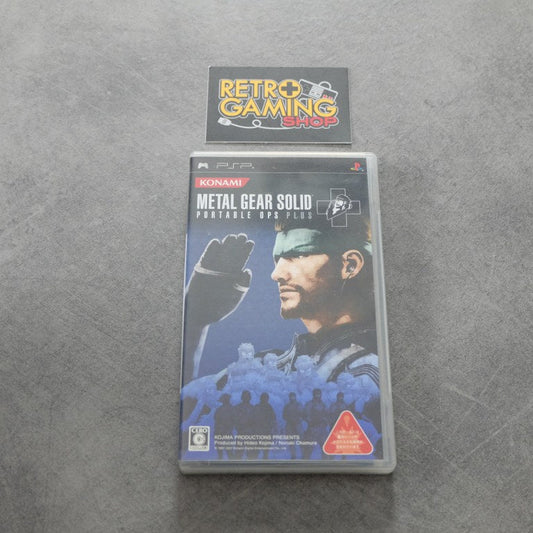 RETRO
GAMING
SHOP
PSP
KONAMI
METAL GEAR SOLID
PORTABLE OPS PLUS
CERO
C
KOJIMA PRODUCTIONS PRESENTS
Produced by Hideo Kojima / Noriaki Okamura